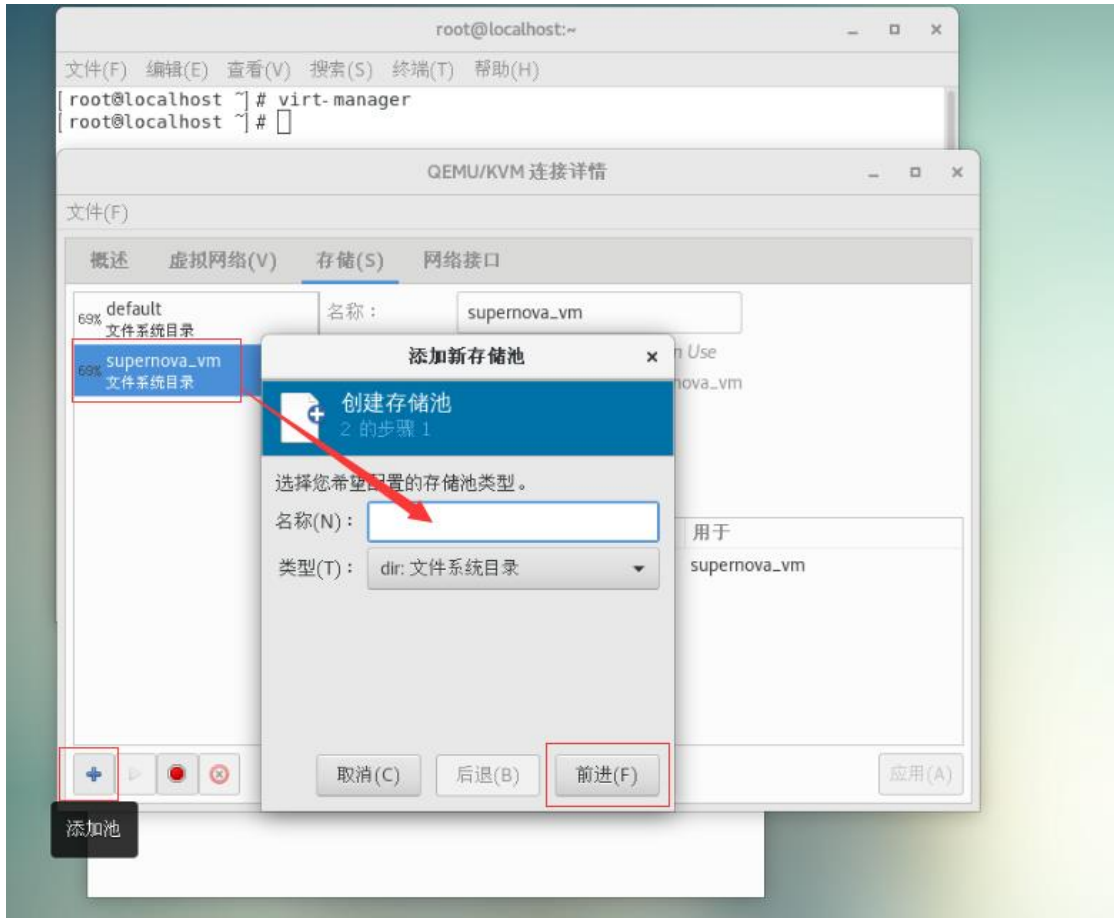 root@localhost:~
文件(F) 编辑(E) 查看(V) 搜索(S) 终端(T) 帮助(H)
[root@localhost ~]# virt-manager
[root@localhost ~]#
QEMU/KVM 连接详情
文件(F)
概述 虚拟网络(V) 存储(S) 网络接口
69% default
文件系统目录
名称： supernova_vm
69% supernova_vm
文件系统目录
n Use
nova_vm
添加新存储池
创建存储池
2 的步骤 1
选择您希望配置的存储池类型。
名称(N)：
类型(T)： dir: 文件系统目录
用于
supernova_vm
取消(C) 后退(B) 前进(F)
应用(A)
添加池